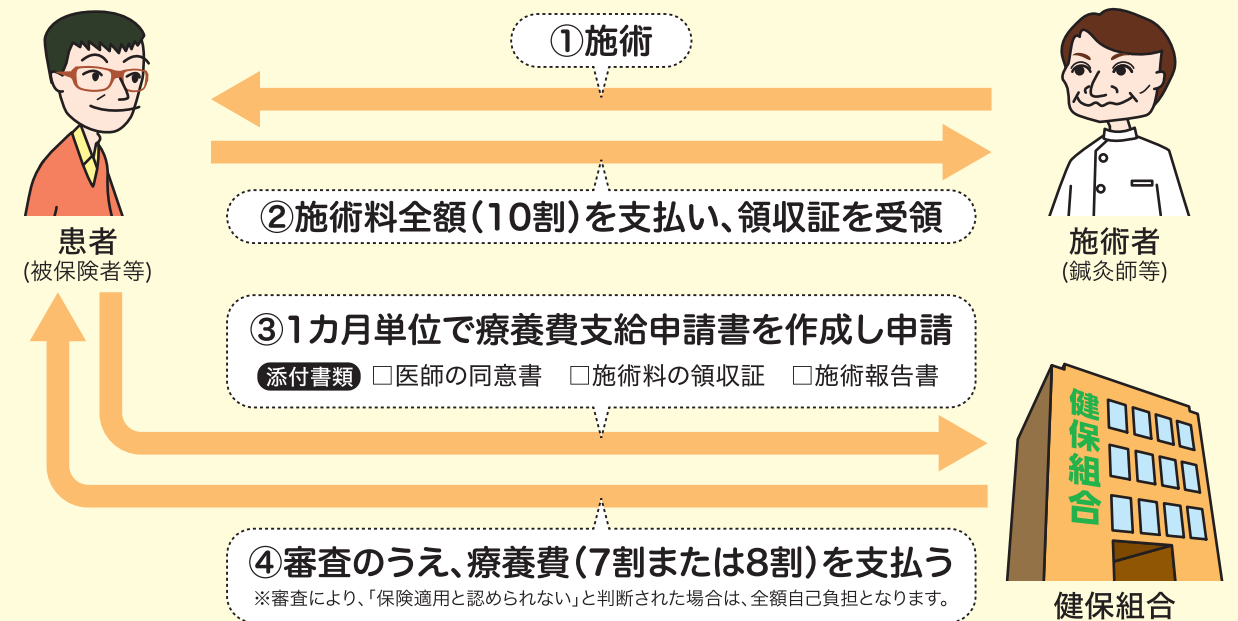 ①施術
②施術料全額(10割)を支払い、領収証を受領
患者
(被保険者等)
施術者
(鍼灸師等)
③1カ月単位で療養費支給申請書を作成し申請
添付書類 □医師の同意書 □施術料の領収証 □施術報告書
健保組合
④審査のうえ、療養費(7割または8割)を支払う
※審査により、「保険適用と認められない」と判断された場合は、全額自己負担となります。
健保組合